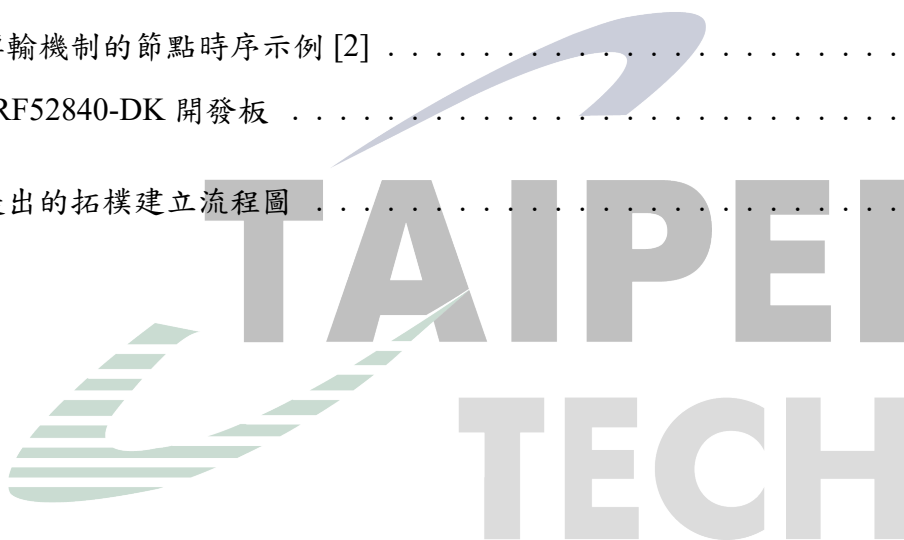 輸機制的節點時序示例 [2] . . . . . . . . . . . . . . . . . . . . . . .
RF52840-DK 開發板 . . . . . . . . . . . . . . . . . . . . . . . . . . .
出的拓樸建立流程圖 . . . . . . . . . . . . . . . . . . . . . . . . . .
TAIPEI
TECH